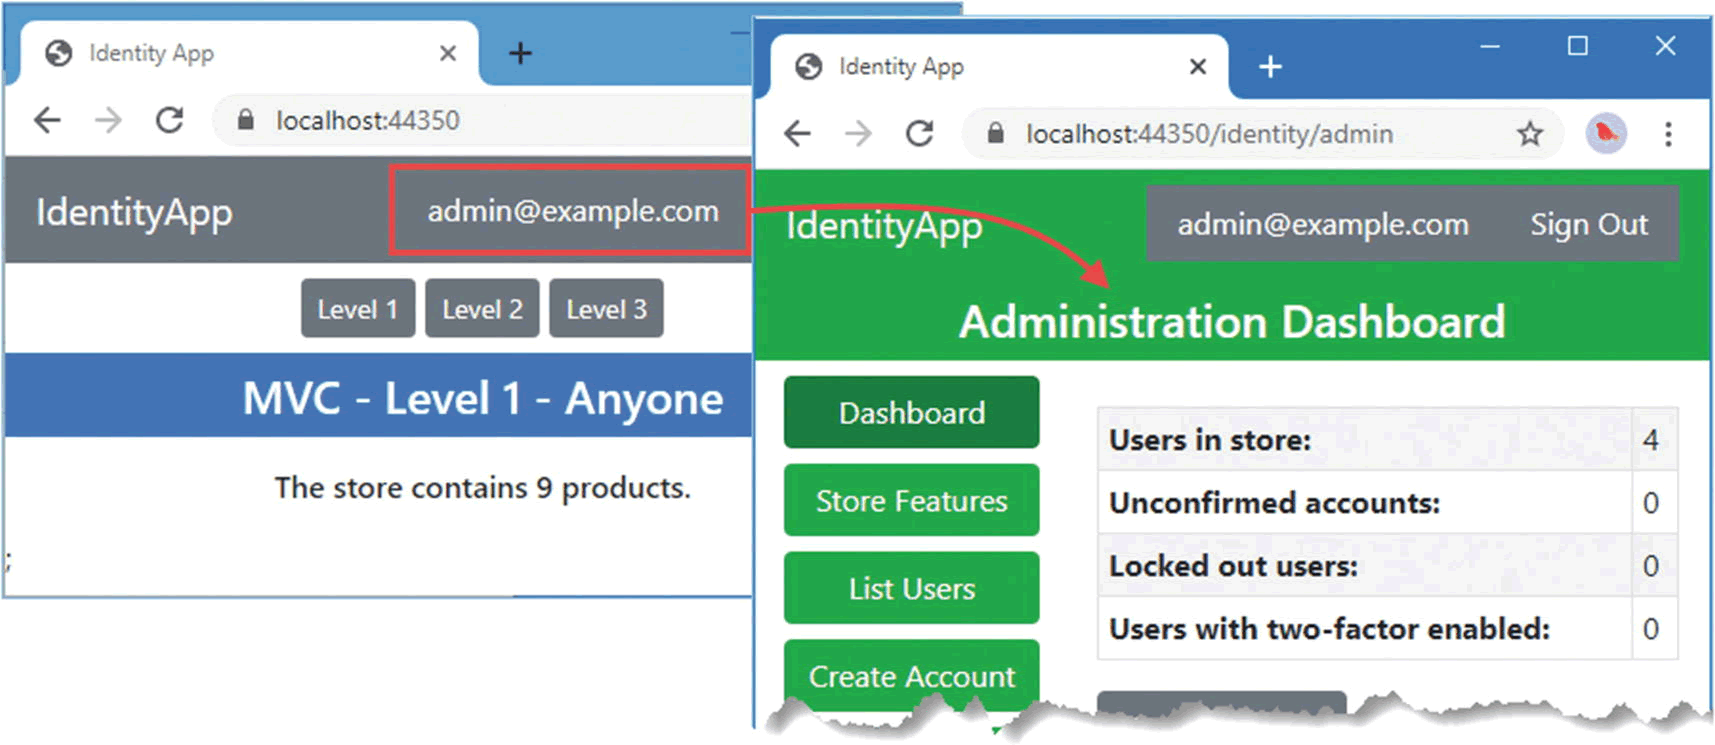 Identity App
localhost:44350
IdentityApp
admin@example.com
Level 1 Level 2 Level 3
MVC - Level 1 - Anyone
The store contains 9 products.
;
Identity App
localhost:44350/identity/admin
IdentityApp
admin@example.com Sign Out
Administration Dashboard
Dashboard
Store Features
List Users
Create Account
Users in store: 4
Unconfirmed accounts: 0
Locked out users: 0
Users with two-factor enabled: 0